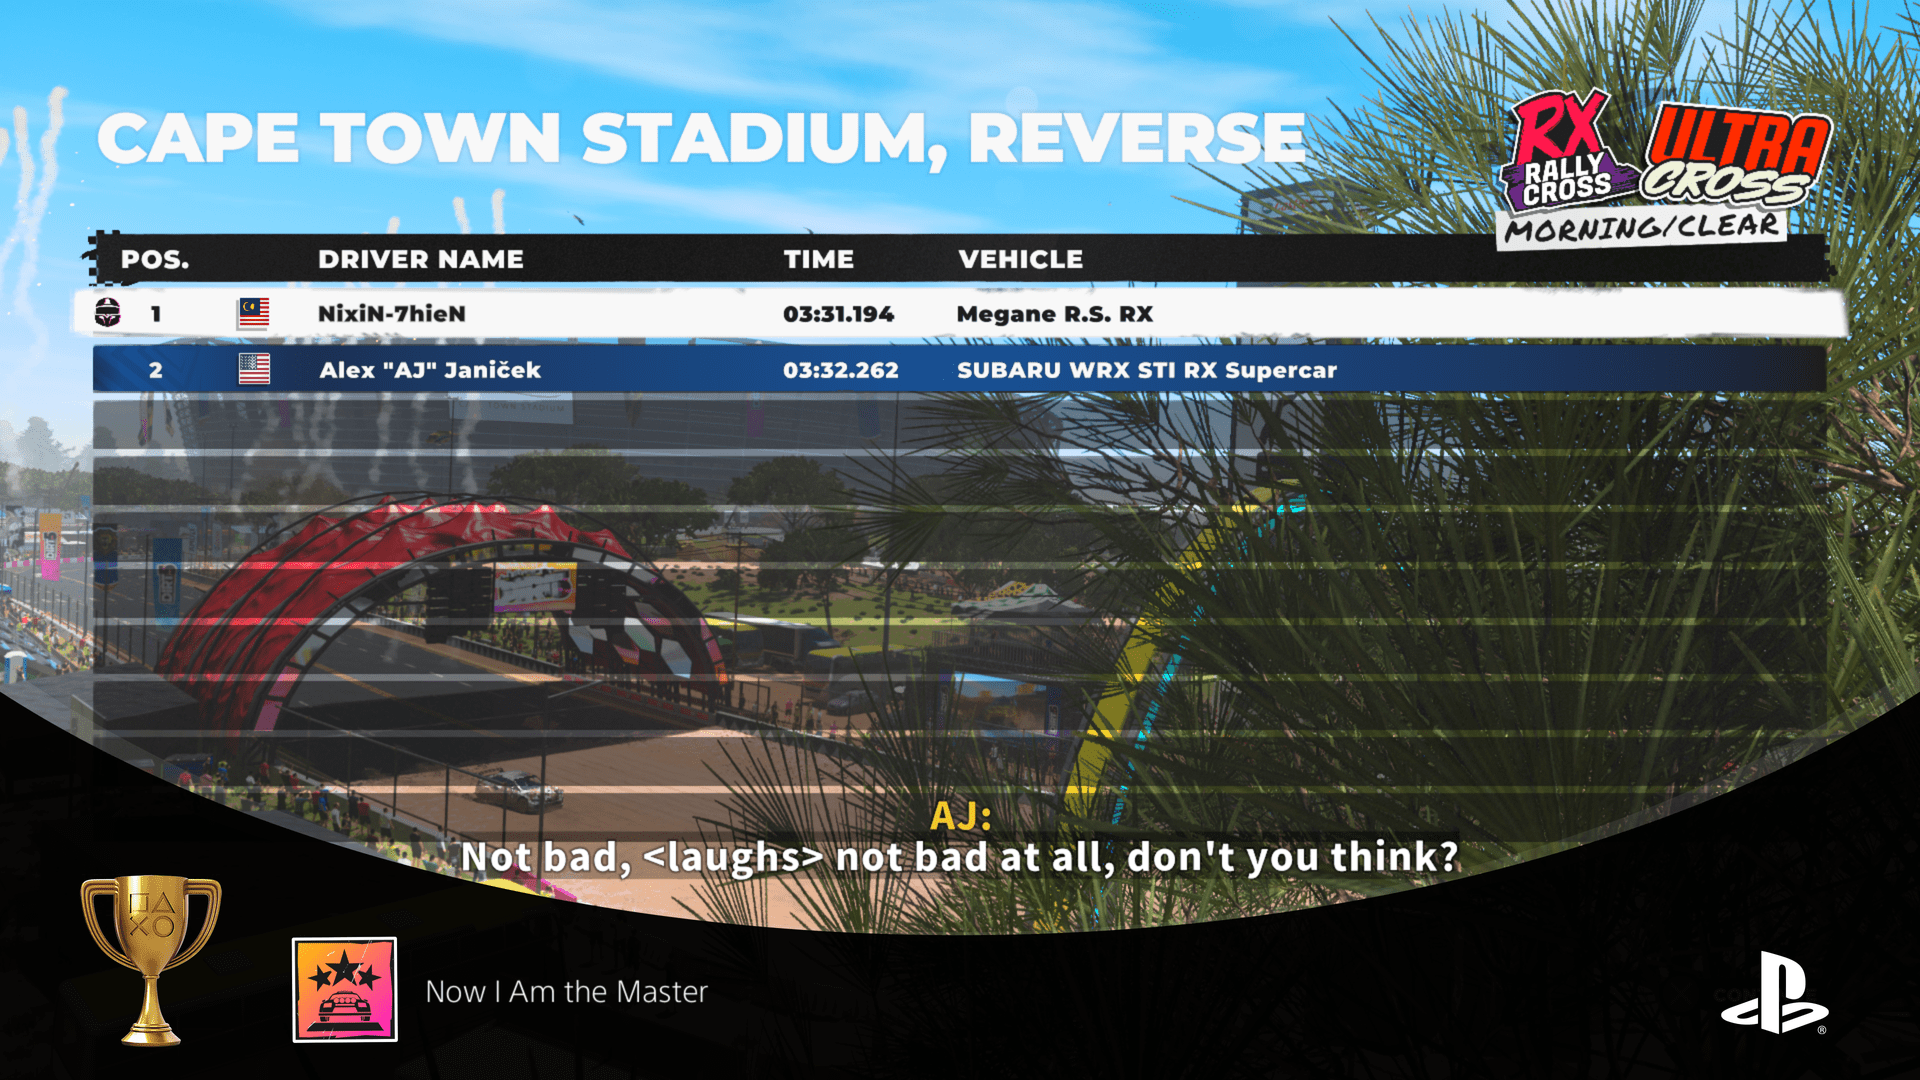 CAPE TOWN STADIUM, REVERSE
RX
RALLY
CROSS
ULTRA
CROSS
MORNING/CLEAR
POS. DRIVER NAME TIME VEHICLE
1 NixiN-7hieN 03:31.194 Megane R.S. RX
2 Alex "AJ" Janiček 03:32.262 SUBARU WRX STI RX Supercar
TOWN STADIUM
AJ:
Not bad, <laughs> not bad at all, don't you think?
Now I Am the Master